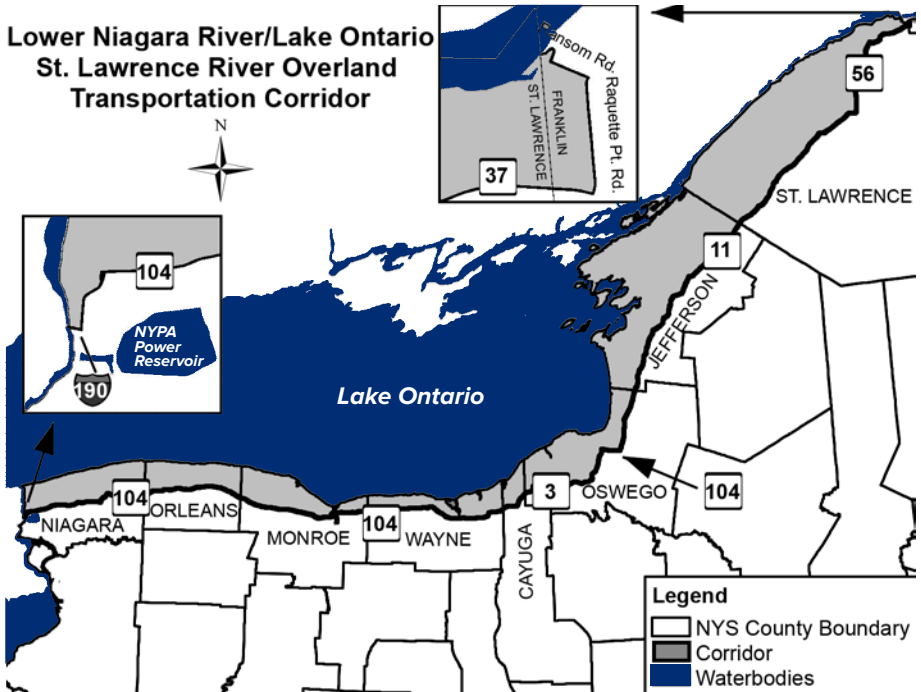 Lower Niagara River/Lake Ontario
St. Lawrence River Overland
Transportation Corridor
N
Ransom Rd.
Raquette Pt. Rd.
ST. LAWRENCE
FRANKLIN
37
56
ST. LAWRENCE
11
JEFFERSON
104
NYPA
Power
Reservoir
190
Lake Ontario
104
NIAGARA
ORLEANS
MONROE
104
WAYNE
CAYUGA
3
OSWEGO
104
Legend
NYS County Boundary
Corridor
Waterbodies